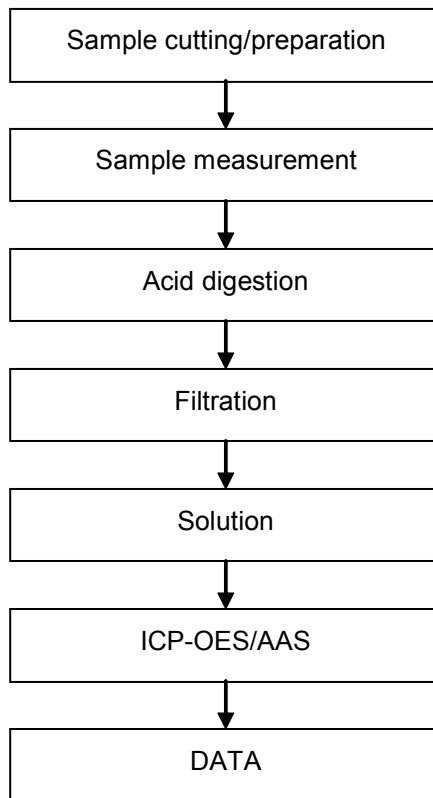 Sample cutting/preparation
Sample measurement
Acid digestion
Filtration
Solution
ICP-OES/AAS
DATA